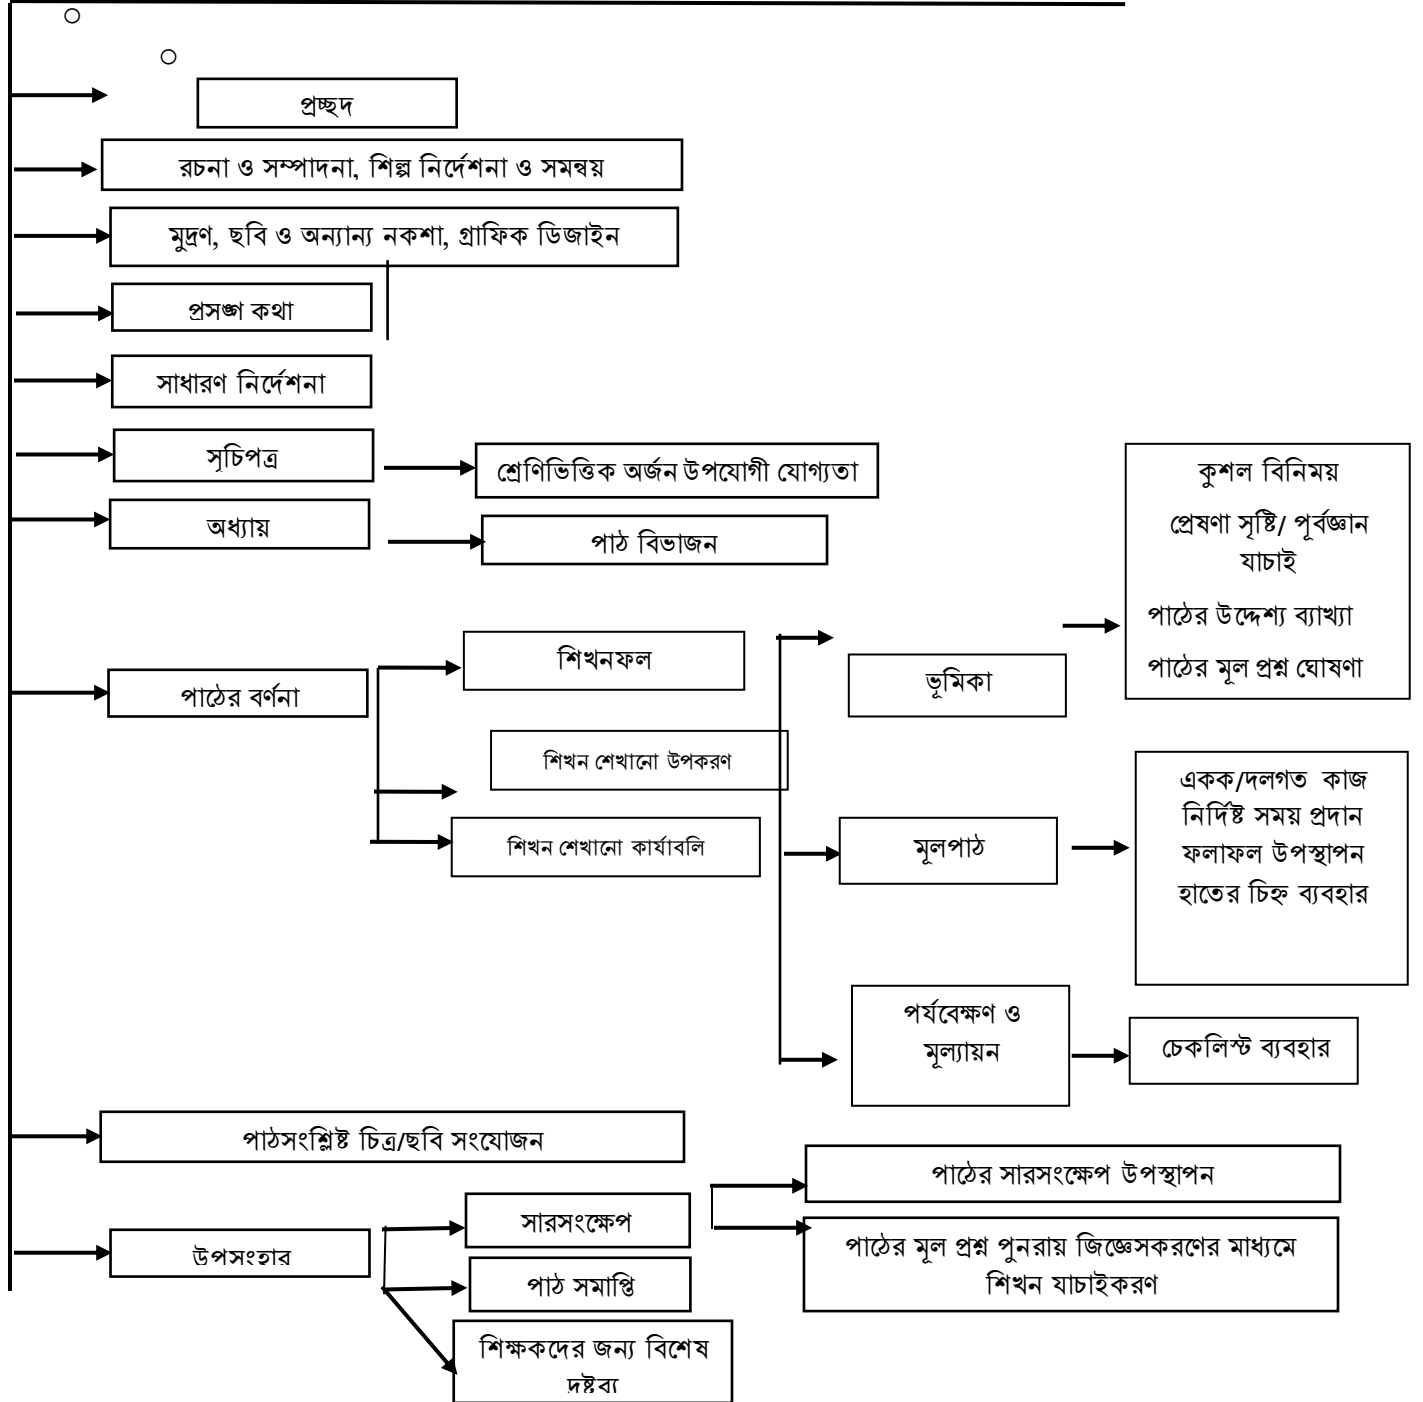 প্রচ্ছদ
রচনা ও সম্পাদনা, শিল্প নির্দেশনা ও সমন্বয়
মুদ্রণ, ছবি ও অন্যান্য নকশা, গ্রাফিক ডিজাইন
প্রসঙ্গ কথা
সাধারণ নির্দেশনা
সূচিপত্র
শ্রেণিভিত্তিক অর্জন উপযোগী যোগ্যতা
অধ্যায়
পাঠ বিভাজন
পাঠের বর্ণনা
শিখনফল
শিখন শেখানো উপকরণ
শিখন শেখানো কার্যাবলি
ভূমিকা
কুশল বিনিময়
প্রেষণা সৃষ্টি/ পূর্বজ্ঞান
যাচাই
পাঠের উদ্দেশ্য ব্যাখ্যা
পাঠের মূল প্রশ্ন ঘোষণা
মূলপাঠ
একক/দলগত কাজ
নির্দিষ্ট সময় প্রদান
ফলাফল উপস্থাপন
হাতের চিহ্ন ব্যবহার
পর্যবেক্ষণ ও
মূল্যায়ন
চেকলিস্ট ব্যবহার
পাঠসংশ্লিষ্ট চিত্র/ছবি সংযোজন
উপসংহার
সারসংক্ষেপ
পাঠের সারসংক্ষেপ উপস্থাপন
পাঠের মূল প্রশ্ন পুনরায় জিজ্ঞেসকরণের মাধ্যমে
শিখন যাচাইকরণ
পাঠ সমাপ্তি
শিক্ষকদের জন্য বিশেষ
দ্রষ্টব্য